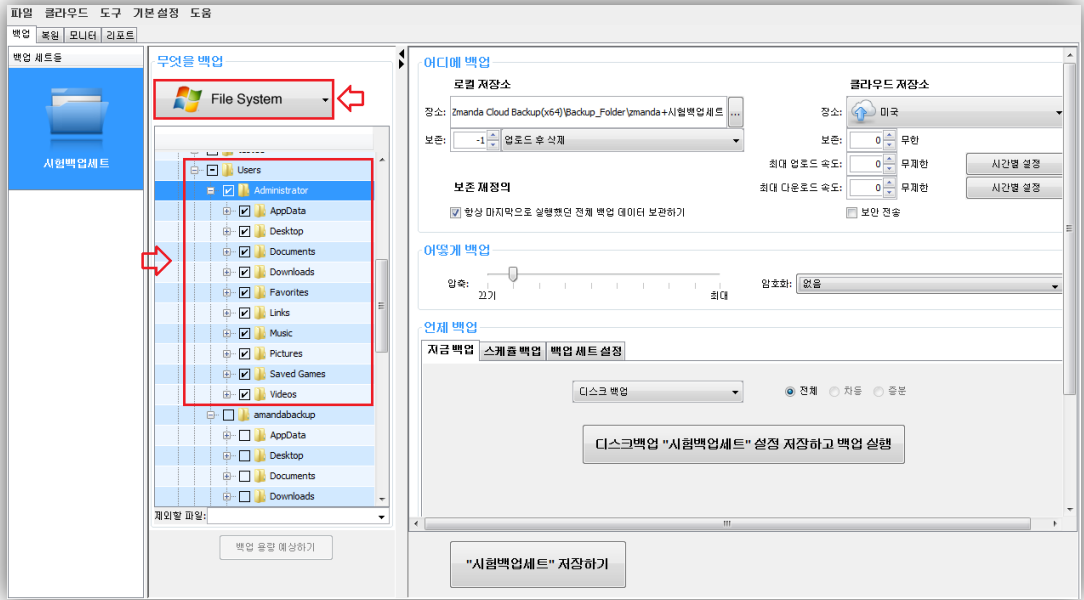 파일 클라우드 도구 기본 설정 도움
백업 복원 모니터 리포트
백업 세트들
시험백업세트
무엇을 백업
File System
Users
Administrator
AppData
Desktop
Documents
Downloads
Favorites
Links
Music
Pictures
Saved Games
Videos
amandabackup
AppData
Desktop
Documents
Downloads
제외할 파일:
백업 용량 예상하기
어디에 백업
로컬 저장소
장소: Zmanda Cloud Backup(x64)\Backup_Folder\zmanda+시험백업세트 ...
보존: -1 업로드 후 삭제
보존 재정의
항상 마지막으로 실행했던 전체 백업 데이터 보관하기
클라우드 저장소
장소: 미국
보존: 0 무한
최대 업로드 속도: 0 무제한 시간별 설정
최대 다운로드 속도: 0 무제한 시간별 설정
보안 전송
어떻게 백업
압축:
끄기 최대
암호화: 없음
언제 백업
지금 백업 스케쥴 백업 백업 세트 설정
디스크 백업 전체 차등 증분
디스크백업 "시험백업세트" 설정 저장하고 백업 실행
"시험백업세트" 저장하기